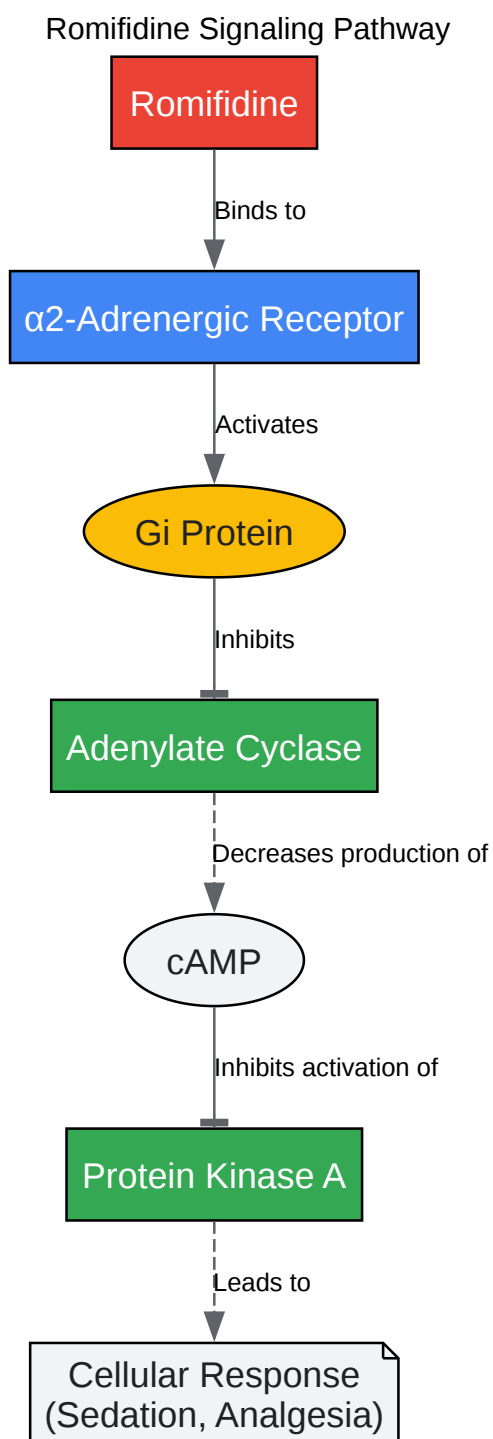 Romifidine Signaling Pathway
Romifidine
Binds to
α2-Adrenergic Receptor
Activates
Gi Protein
Inhibits
Adenylate Cyclase
Decreases production of
cAMP
Inhibits activation of
Protein Kinase A
Leads to
Cellular Response
(Sedation, Analgesia)